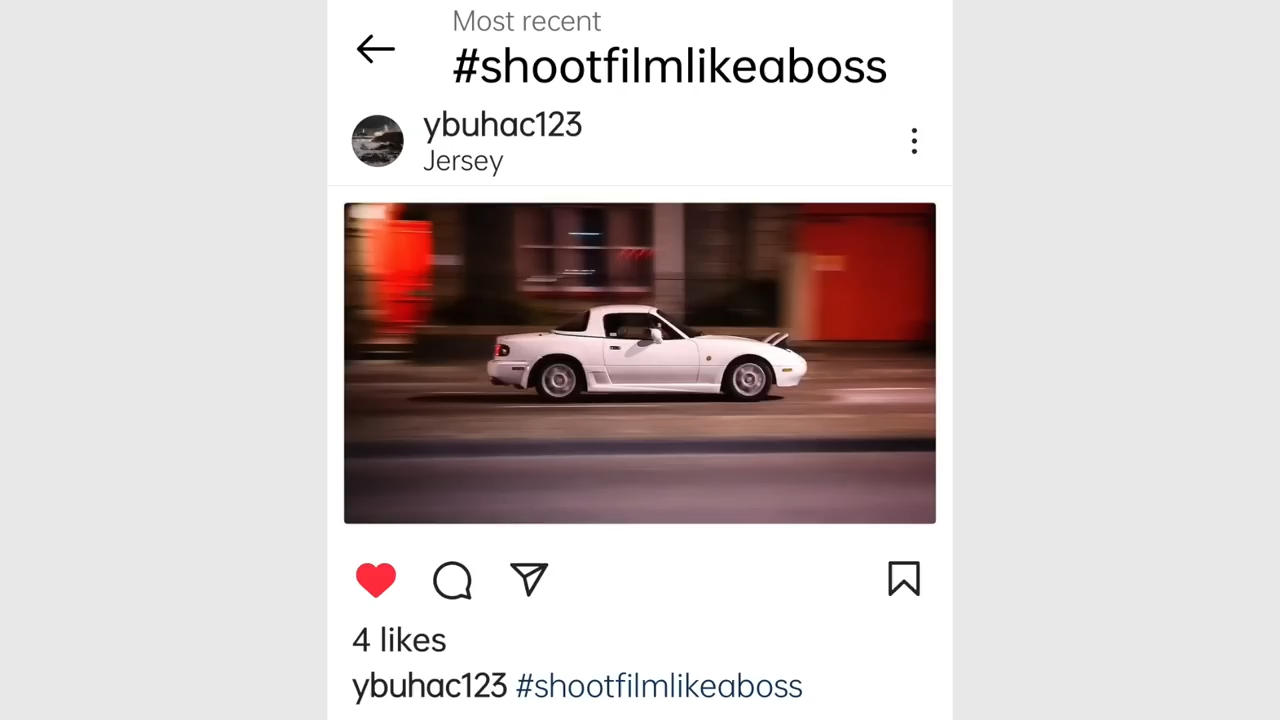 Most recent
#shootfilmlikeaboss
ybuhac123
Jersey
4 likes
ybuhac123 #shootfilmlikeaboss